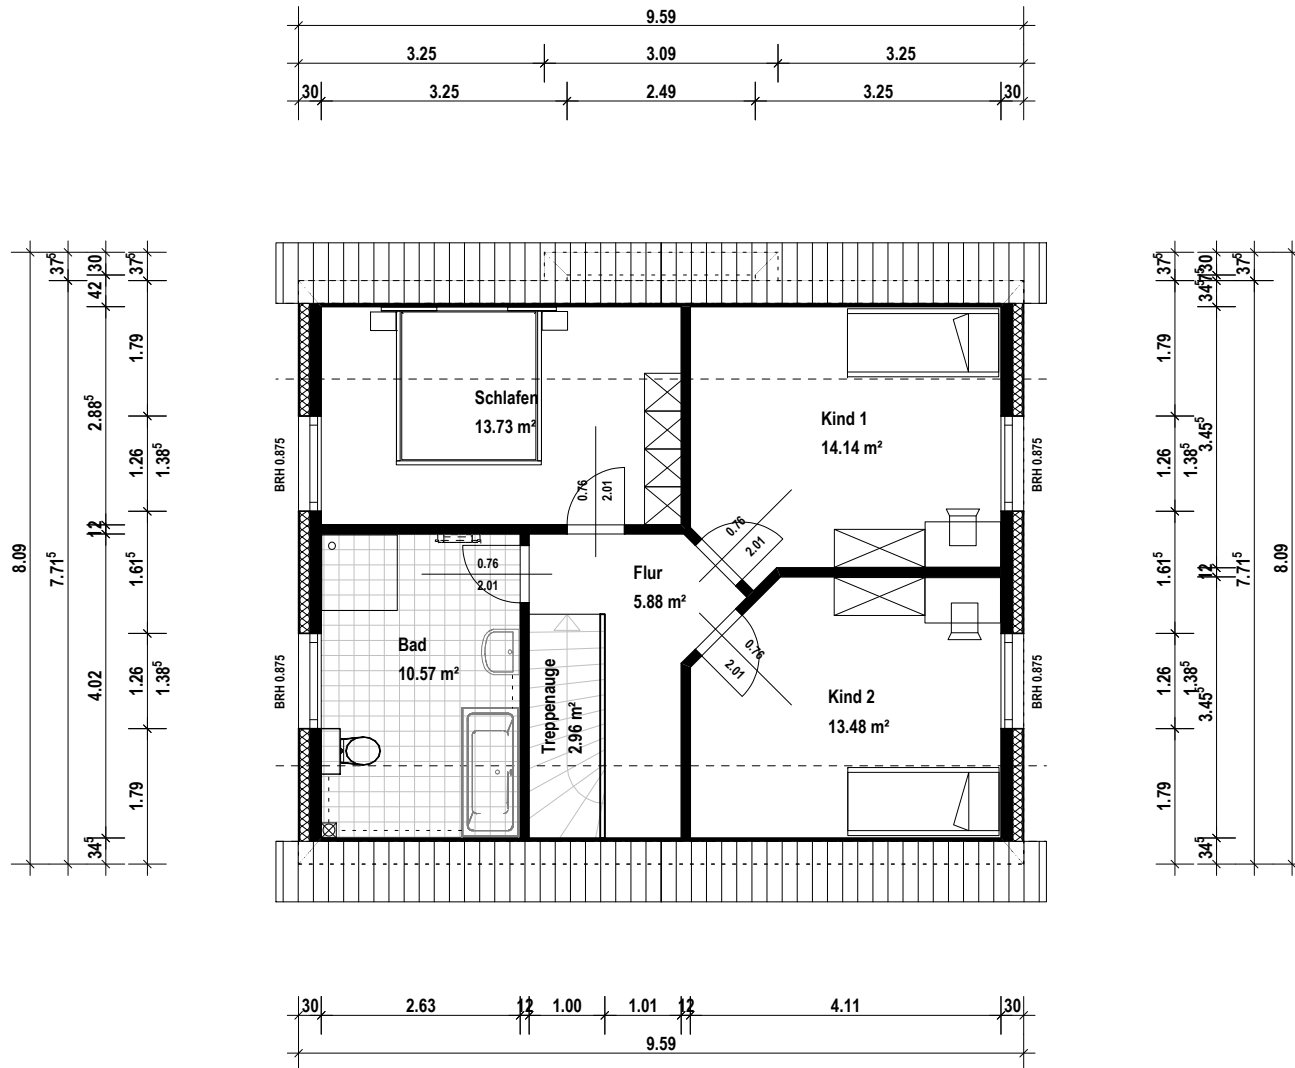 9.59
3.25 3.09 3.25
30 3.25 2.49 3.25 30
8.09
7.71⁵ 37⁵
34⁵ 4.02 12 2.88⁵ 42 30
1.79 1.26 1.61⁵ 1.26 1.79 37⁵
1.38⁵ 1.38⁵
BRH 0.875
BRH 0.875
Schlafen
13.73 m²
0.76
2.01
Kind 1
14.14 m²
0.76
2.01
Flur
5.88 m²
0.76
2.01
Bad
10.57 m²
Treppenauge
2.96 m²
0.76
2.01
Kind 2
13.48 m²
BRH 0.875
BRH 0.875
1.79 1.26 1.61⁵ 1.26 1.79 37⁵
1.38⁵ 1.38⁵
34⁵ 3.45⁵ 12 3.45⁵ 34⁵ 7⁵ 30
7.71⁵ 37⁵
8.09
30 2.63 12 1.00 1.01 12 4.11 30
9.59